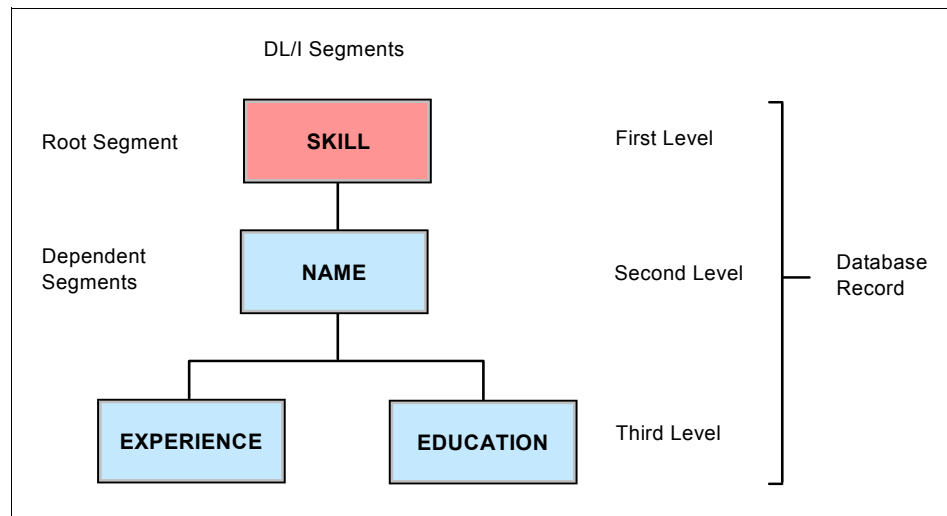 DL/I Segments
Root Segment
SKILL
First Level
Dependent
Segments
NAME
Second Level
Database
Record
EXPERIENCE
EDUCATION
Third Level